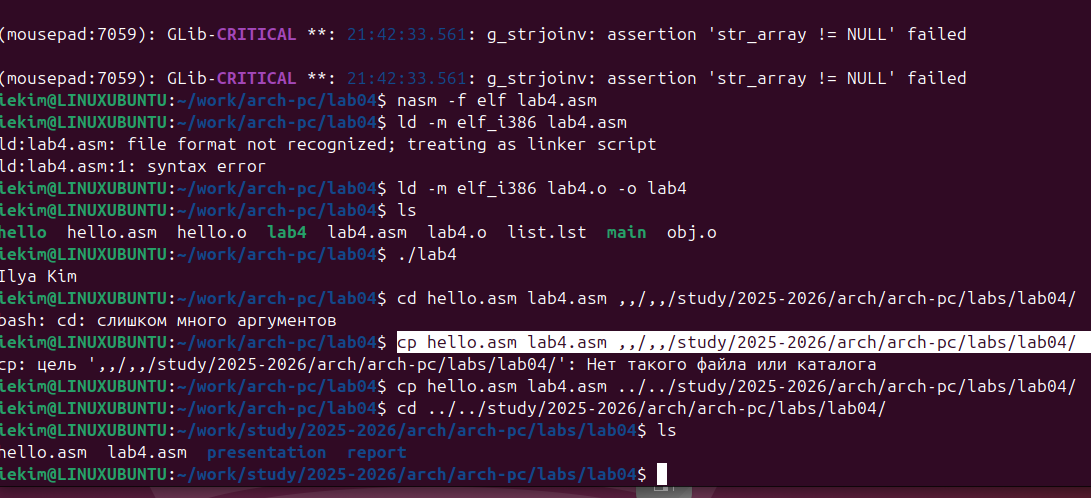 (mousepad:7059): GLib-CRITICAL **: 21:42:33.561: g_strjoinv: assertion 'str_array != NULL' failed
(mousepad:7059): GLib-CRITICAL **: 21:42:33.561: g_strjoinv: assertion 'str_array != NULL' failed
iekim@LINUXUBUNTU:~/work/arch-pc/lab04$ nasm -f elf lab4.asm
iekim@LINUXUBUNTU:~/work/arch-pc/lab04$ ld -m elf_i386 lab4.asm
ld:lab4.asm: file format not recognized; treating as linker script
ld:lab4.asm:1: syntax error
iekim@LINUXUBUNTU:~/work/arch-pc/lab04$ ld -m elf_i386 lab4.o -o lab4
iekim@LINUXUBUNTU:~/work/arch-pc/lab04$ ls
hello  hello.asm  hello.o  lab4  lab4.asm  lab4.o  list.lst  main  obj.o
iekim@LINUXUBUNTU:~/work/arch-pc/lab04$ ./lab4
Ilya Kim
iekim@LINUXUBUNTU:~/work/arch-pc/lab04$ cd hello.asm lab4.asm ,,/,,/study/2025-2026/arch/arch-pc/labs/lab04/
bash: cd: слишком много аргументов
iekim@LINUXUBUNTU:~/work/arch-pc/lab04$ cp hello.asm lab4.asm ,,/,,/study/2025-2026/arch/arch-pc/labs/lab04/
cp: цель ',,/,,/study/2025-2026/arch/arch-pc/labs/lab04/': Нет такого файла или каталога
iekim@LINUXUBUNTU:~/work/arch-pc/lab04$ cp hello.asm lab4.asm ../../study/2025-2026/arch/arch-pc/labs/lab04/
iekim@LINUXUBUNTU:~/work/arch-pc/lab04$ cd ../../study/2025-2026/arch/arch-pc/labs/lab04/
iekim@LINUXUBUNTU:~/work/study/2025-2026/arch/arch-pc/labs/lab04$ ls
hello.asm  lab4.asm  presentation  report
iekim@LINUXUBUNTU:~/work/study/2025-2026/arch/arch-pc/labs/lab04$